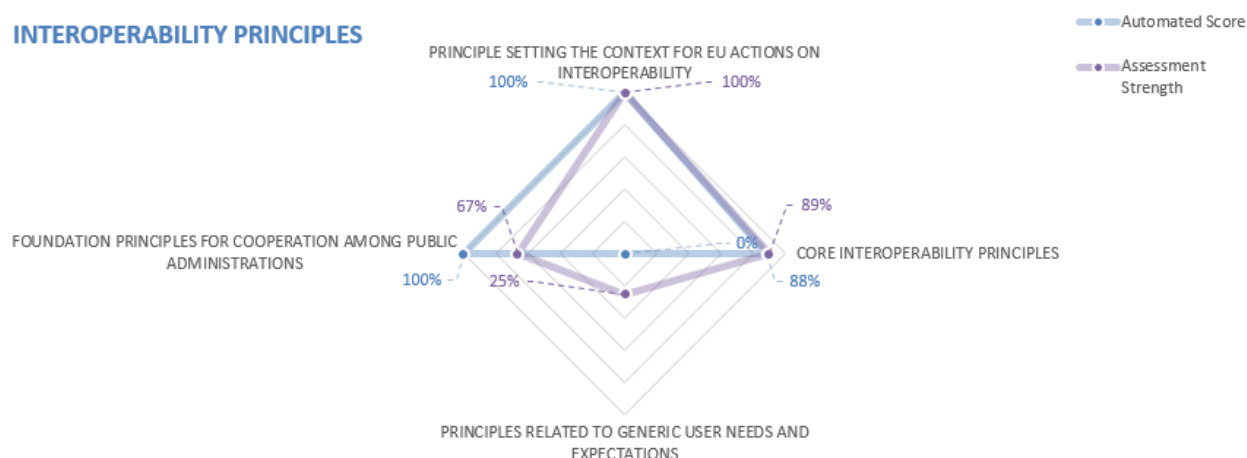 INTEROPERABILITY PRINCIPLES
Automated Score
Assessment
Strength
PRINCIPLE SETTING THE CONTEXT FOR EU ACTIONS ON
INTEROPERABILITY
100%
100%
67%
89%
FOUNDATION PRINCIPLES FOR COOPERATION AMONG PUBLIC
ADMINISTRATIONS
0%
CORE INTEROPERABILITY PRINCIPLES
100%
25%
88%
PRINCIPLES RELATED TO GENERIC USER NEEDS AND
EXPECTATIONS